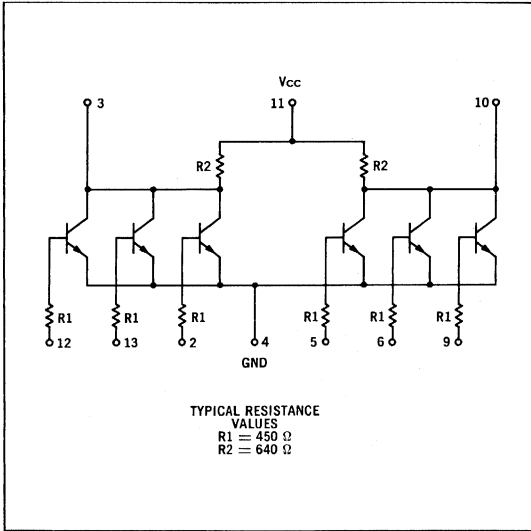 Vcc
3 11 10
R2 R2
R1 R1 R1 R1 R1 R1
12 13 2 4 5 6 9
GND
TYPICAL RESISTANCE
VALUES
R1 = 450 Ω
R2 = 640 Ω